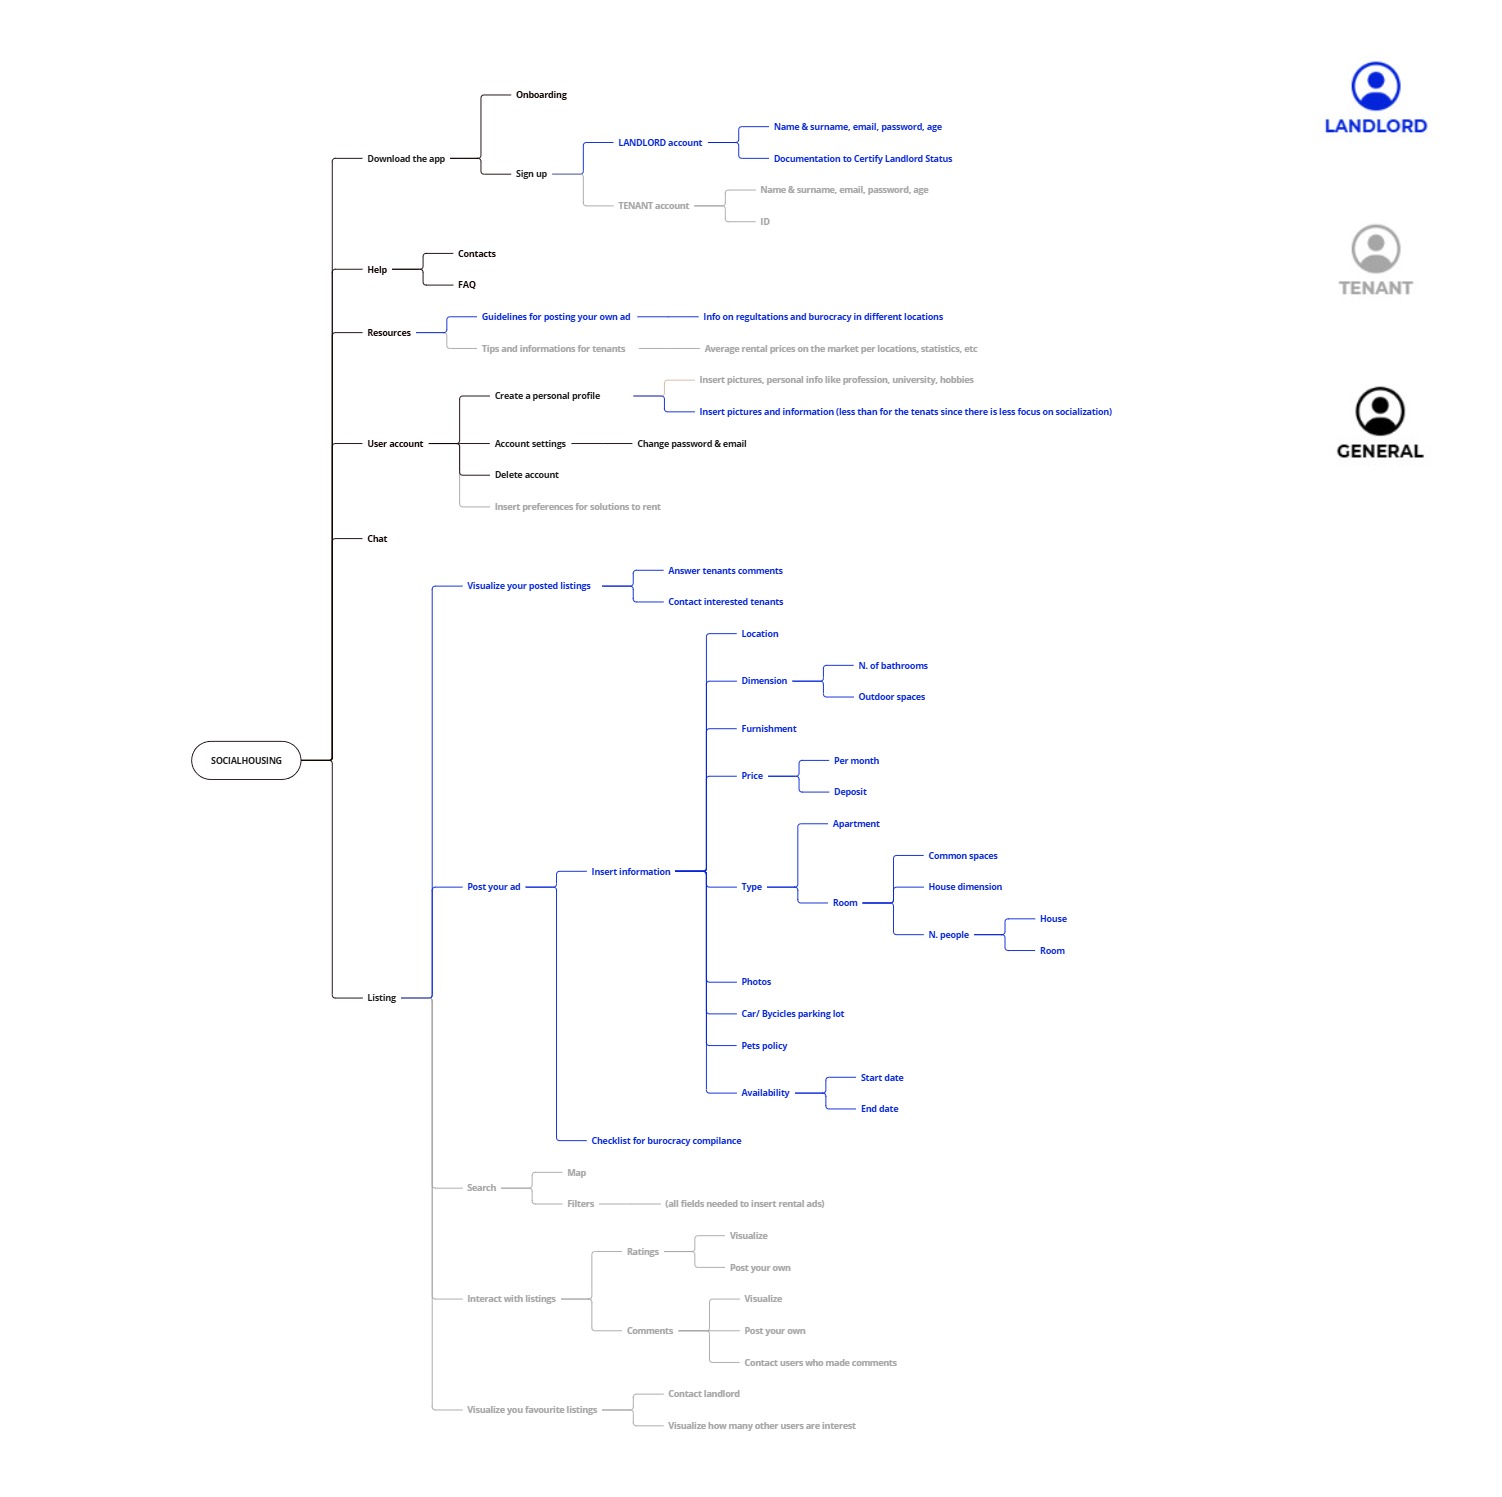 Onboarding
LANDLORD
Name & surname, email, password, age
LANDLORD account
Download the app
Documentation to Certify Landlord Status
Sign up
Name & surname, email, password, age
TENANT account
ID
Contacts
Help
FAQ
TENANT
Guidelines for posting your own ad
Info on regultations and burocracy in different locations
Resources
Tips and informations for tenants
Average rental prices on the market per locations, statistics, etc
Insert pictures, personal info like profession, university, hobbies
Create a personal profile
Insert pictures and information (less than for the tenats since there is less focus on socialization)
User account
Account settings
Change password & email
GENERAL
Delete account
Insert preferences for solutions to rent
Chat
Answer tenants comments
Visualize your posted listings
Contact interested tenants
Location
N. of bathrooms
Dimension
Outdoor spaces
Furnishment
SOCIALHOUSING
Per month
Price
Deposit
Apartment
Common spaces
Insert information
Post your ad
Type
House dimension
Room
House
N. people
Room
Photos
Listing
Car/ Bycicles parking lot
Pets policy
Start date
Availability
End date
Checklist for burocracy compilance
Map
Search
Filters
(all fields needed to insert rental ads)
Visualize
Ratings
Post your own
Interact with listings
Visualize
Comments
Post your own
Contact users who made comments
Contact landlord
Visualize you favourite listings
Visualize how many other users are interest